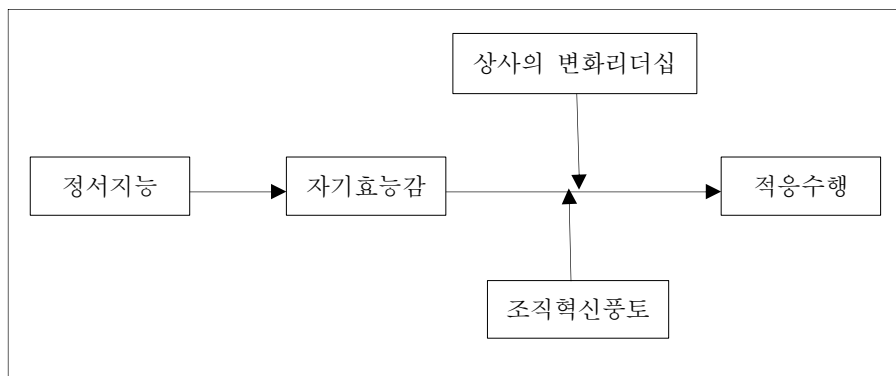 상사의 변화리더십
정서지능
자기효능감
적응수행
조직혁신풍토